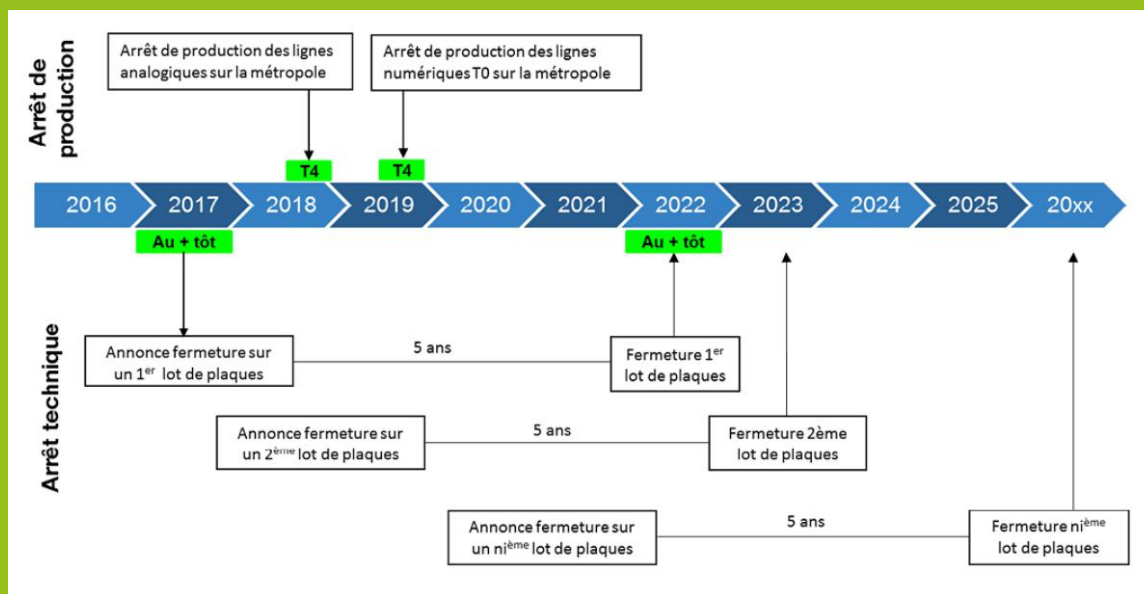 Arrêt de
production
Arrêt de production des lignes
analogiques sur la métropole
Arrêt de production des lignes
numériques T0 sur la métropole
T4
T4
2016
2017
2018
2019
2020
2021
2022
2023
2024
2025
20xx
Au + tôt
Au + tôt
Arrêt technique
Annonce fermeture sur
un 1er lot de plaques
5 ans
Fermeture 1er
lot de plaques
Annonce fermeture sur
un 2ème lot de plaques
5 ans
Fermeture 2ème
lot de plaques
Annonce fermeture sur
un nième lot de plaques
5 ans
Fermeture nième
lot de plaques